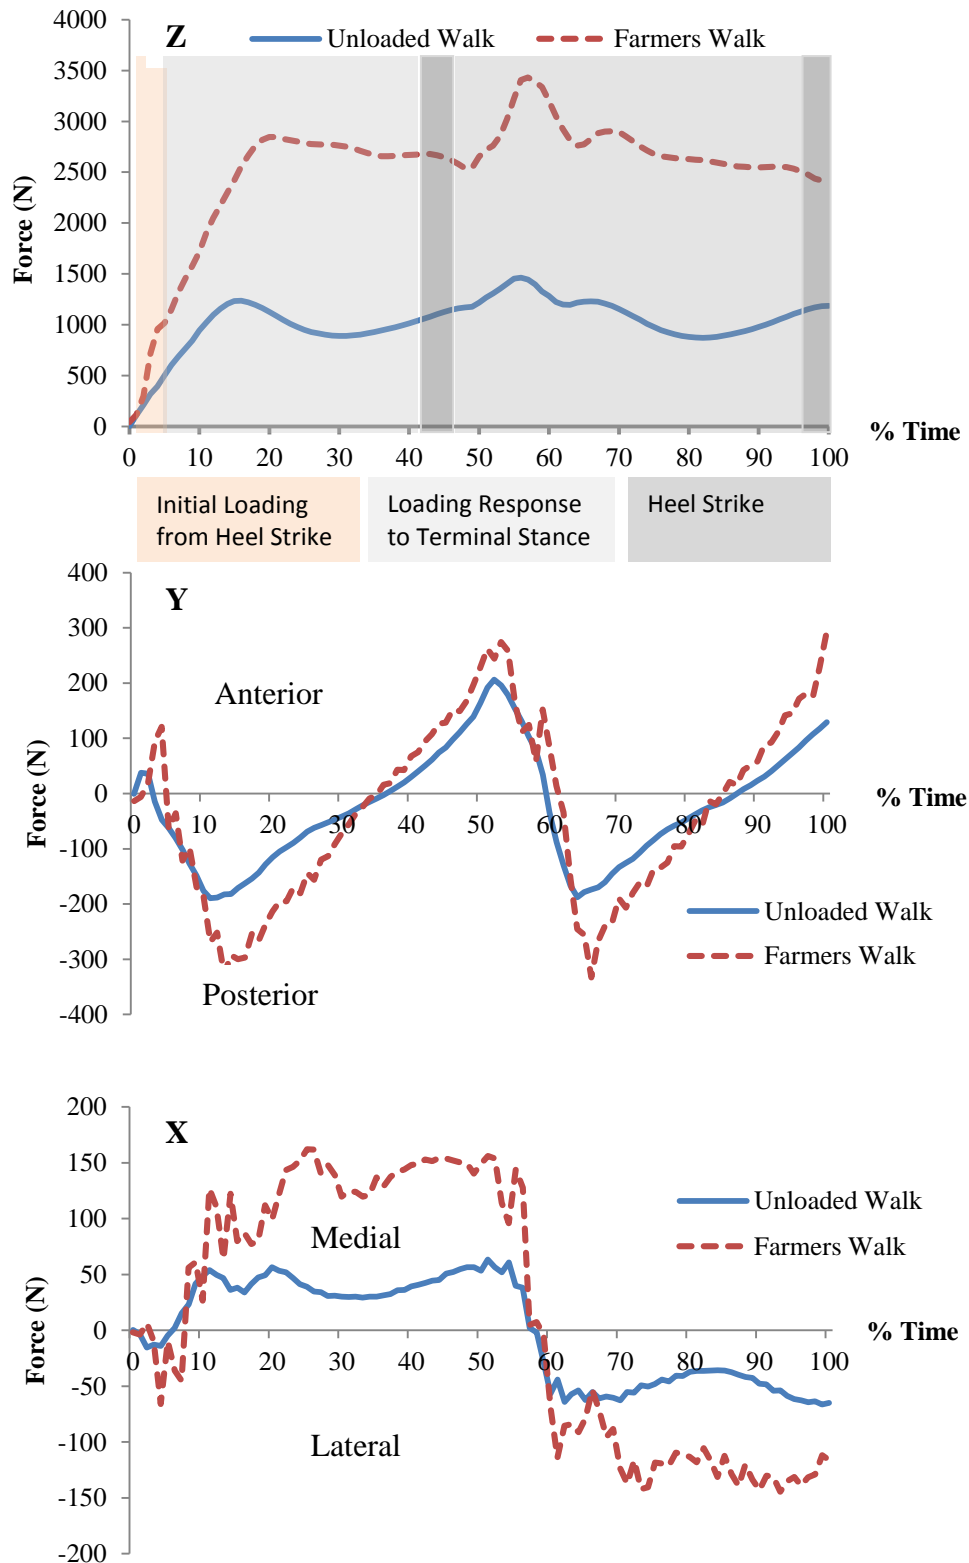 Z
Unloaded Walk
Farmers Walk
4000
3500
3000
2500
2000
1500
1000
500
0
Force (N)
0 10 20 30 40 50 60 70 80 90 100
% Time
Initial Loading
from Heel Strike
Loading Response
to Terminal Stance
Heel Strike
Y
400
300
200
100
0
-100
-200
-300
-400
Force (N)
Anterior
0 10 20 30 40 50 60 70 80 90 100
% Time
Posterior
Unloaded Walk
Farmers Walk
X
200
150
100
50
0
-50
-100
-150
-200
Force (N)
Unloaded Walk
Farmers Walk
Medial
0 10 20 30 40 50 60 70 80 90 100
% Time
Lateral